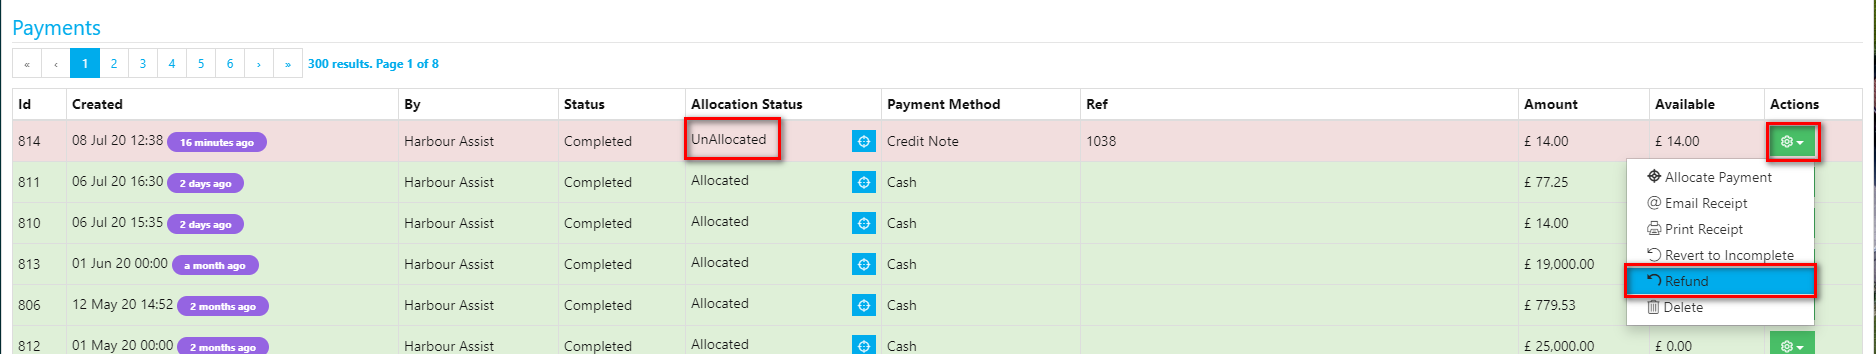 Payments
« ‹ 1 2 3 4 5 6 › » 300 results. Page 1 of 8
Id Created By Status Allocation Status Payment Method Ref Amount Available Actions
814 08 Jul 20 12:38 16 minutes ago Harbour Assist Completed UnAllocated Credit Note 1038 £ 14.00 £ 14.00
811 06 Jul 20 16:30 2 days ago Harbour Assist Completed Allocated Cash £ 77.25
Allocate Payment
810 06 Jul 20 15:35 2 days ago Harbour Assist Completed Allocated Cash £ 14.00
Email Receipt
Print Receipt
813 01 Jun 20 00:00 a month ago Harbour Assist Completed Allocated Cash £ 19,000.00
Revert to Incomplete
Refund
806 12 May 20 14:52 2 months ago Harbour Assist Completed Allocated Cash £ 779.53
Delete
812 01 May 20 00:00 2 months ago Harbour Assist Completed Allocated Cash £ 25,000.00 £ 0.00